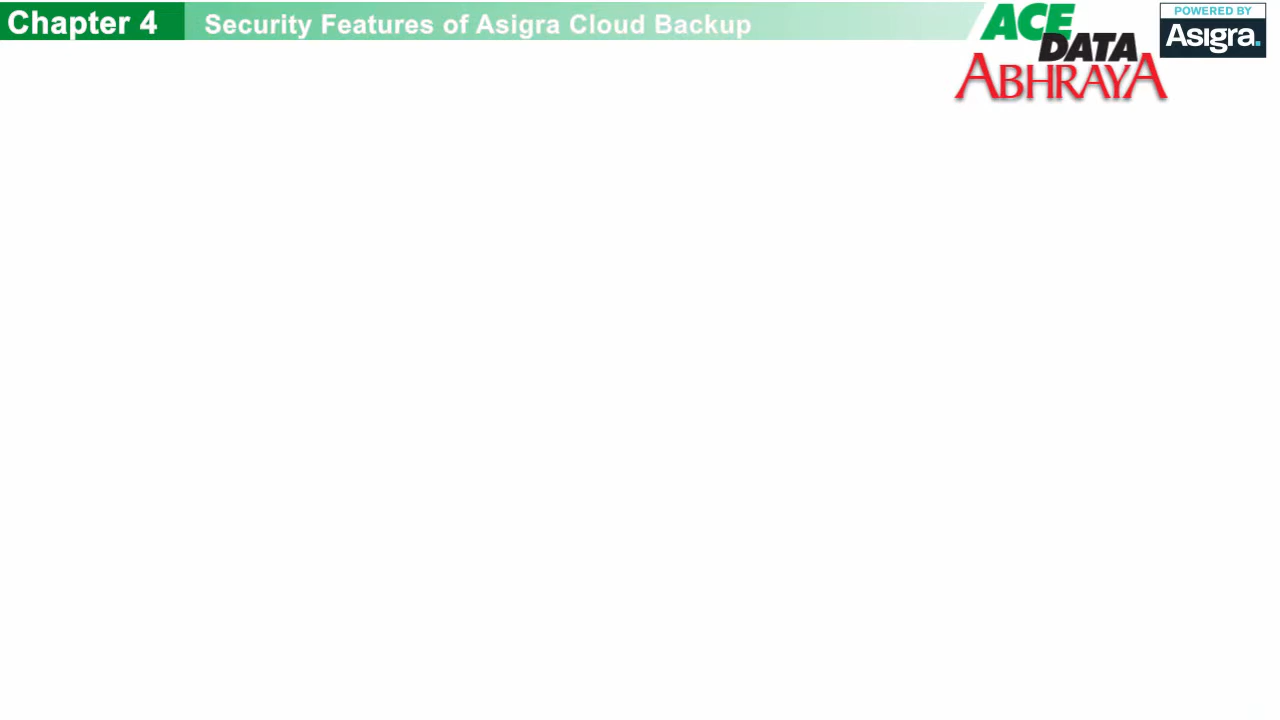 Chapter 4 Security Features of Asigra Cloud Backup
ACE
DATA
ABHRAYA
POWERED BY
Asigra.